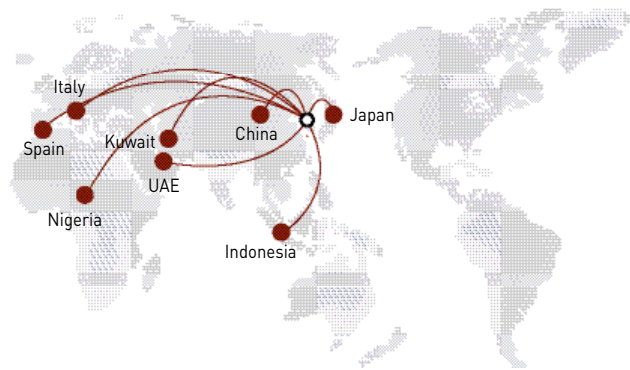 Italy
Spain
Kuwait
China
Japan
UAE
Nigeria
Indonesia